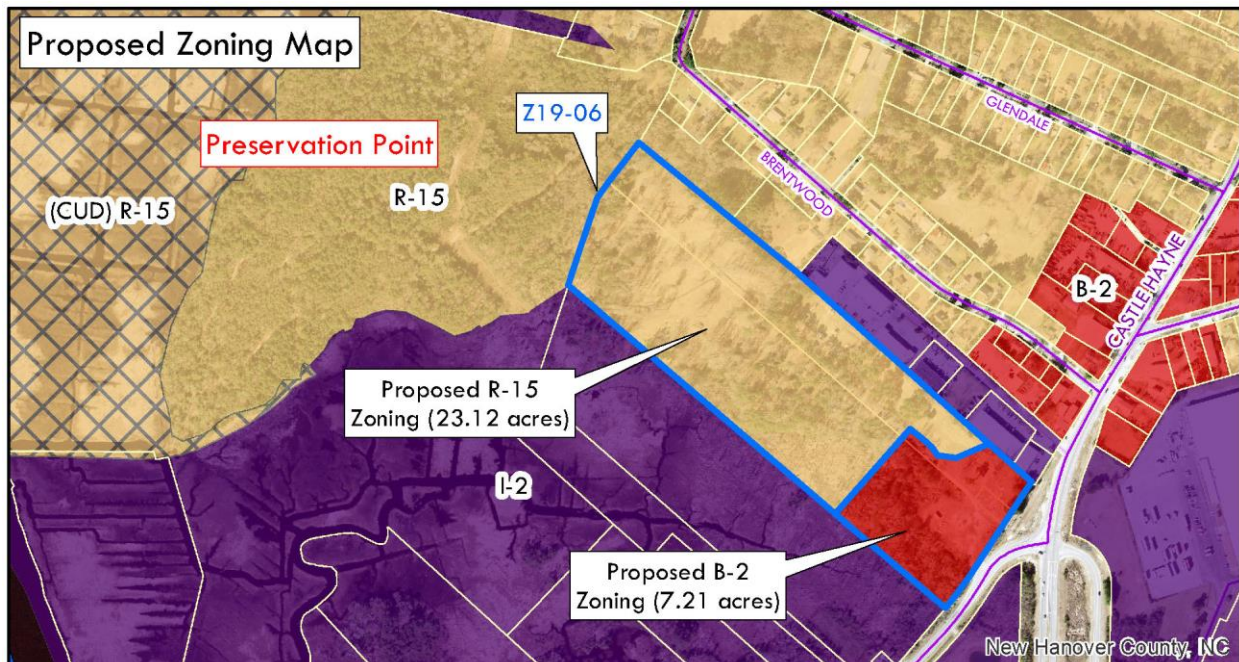 Proposed Zoning Map
Z19-06
Preservation Point
(CUD) R-15
R-15
GLENDALE
BRENTWOOD
CASTLE HAYNE
B-2
Proposed R-15
Zoning (23.12 acres)
I-2
Proposed B-2
Zoning (7.21 acres)
New Hanover County, NC